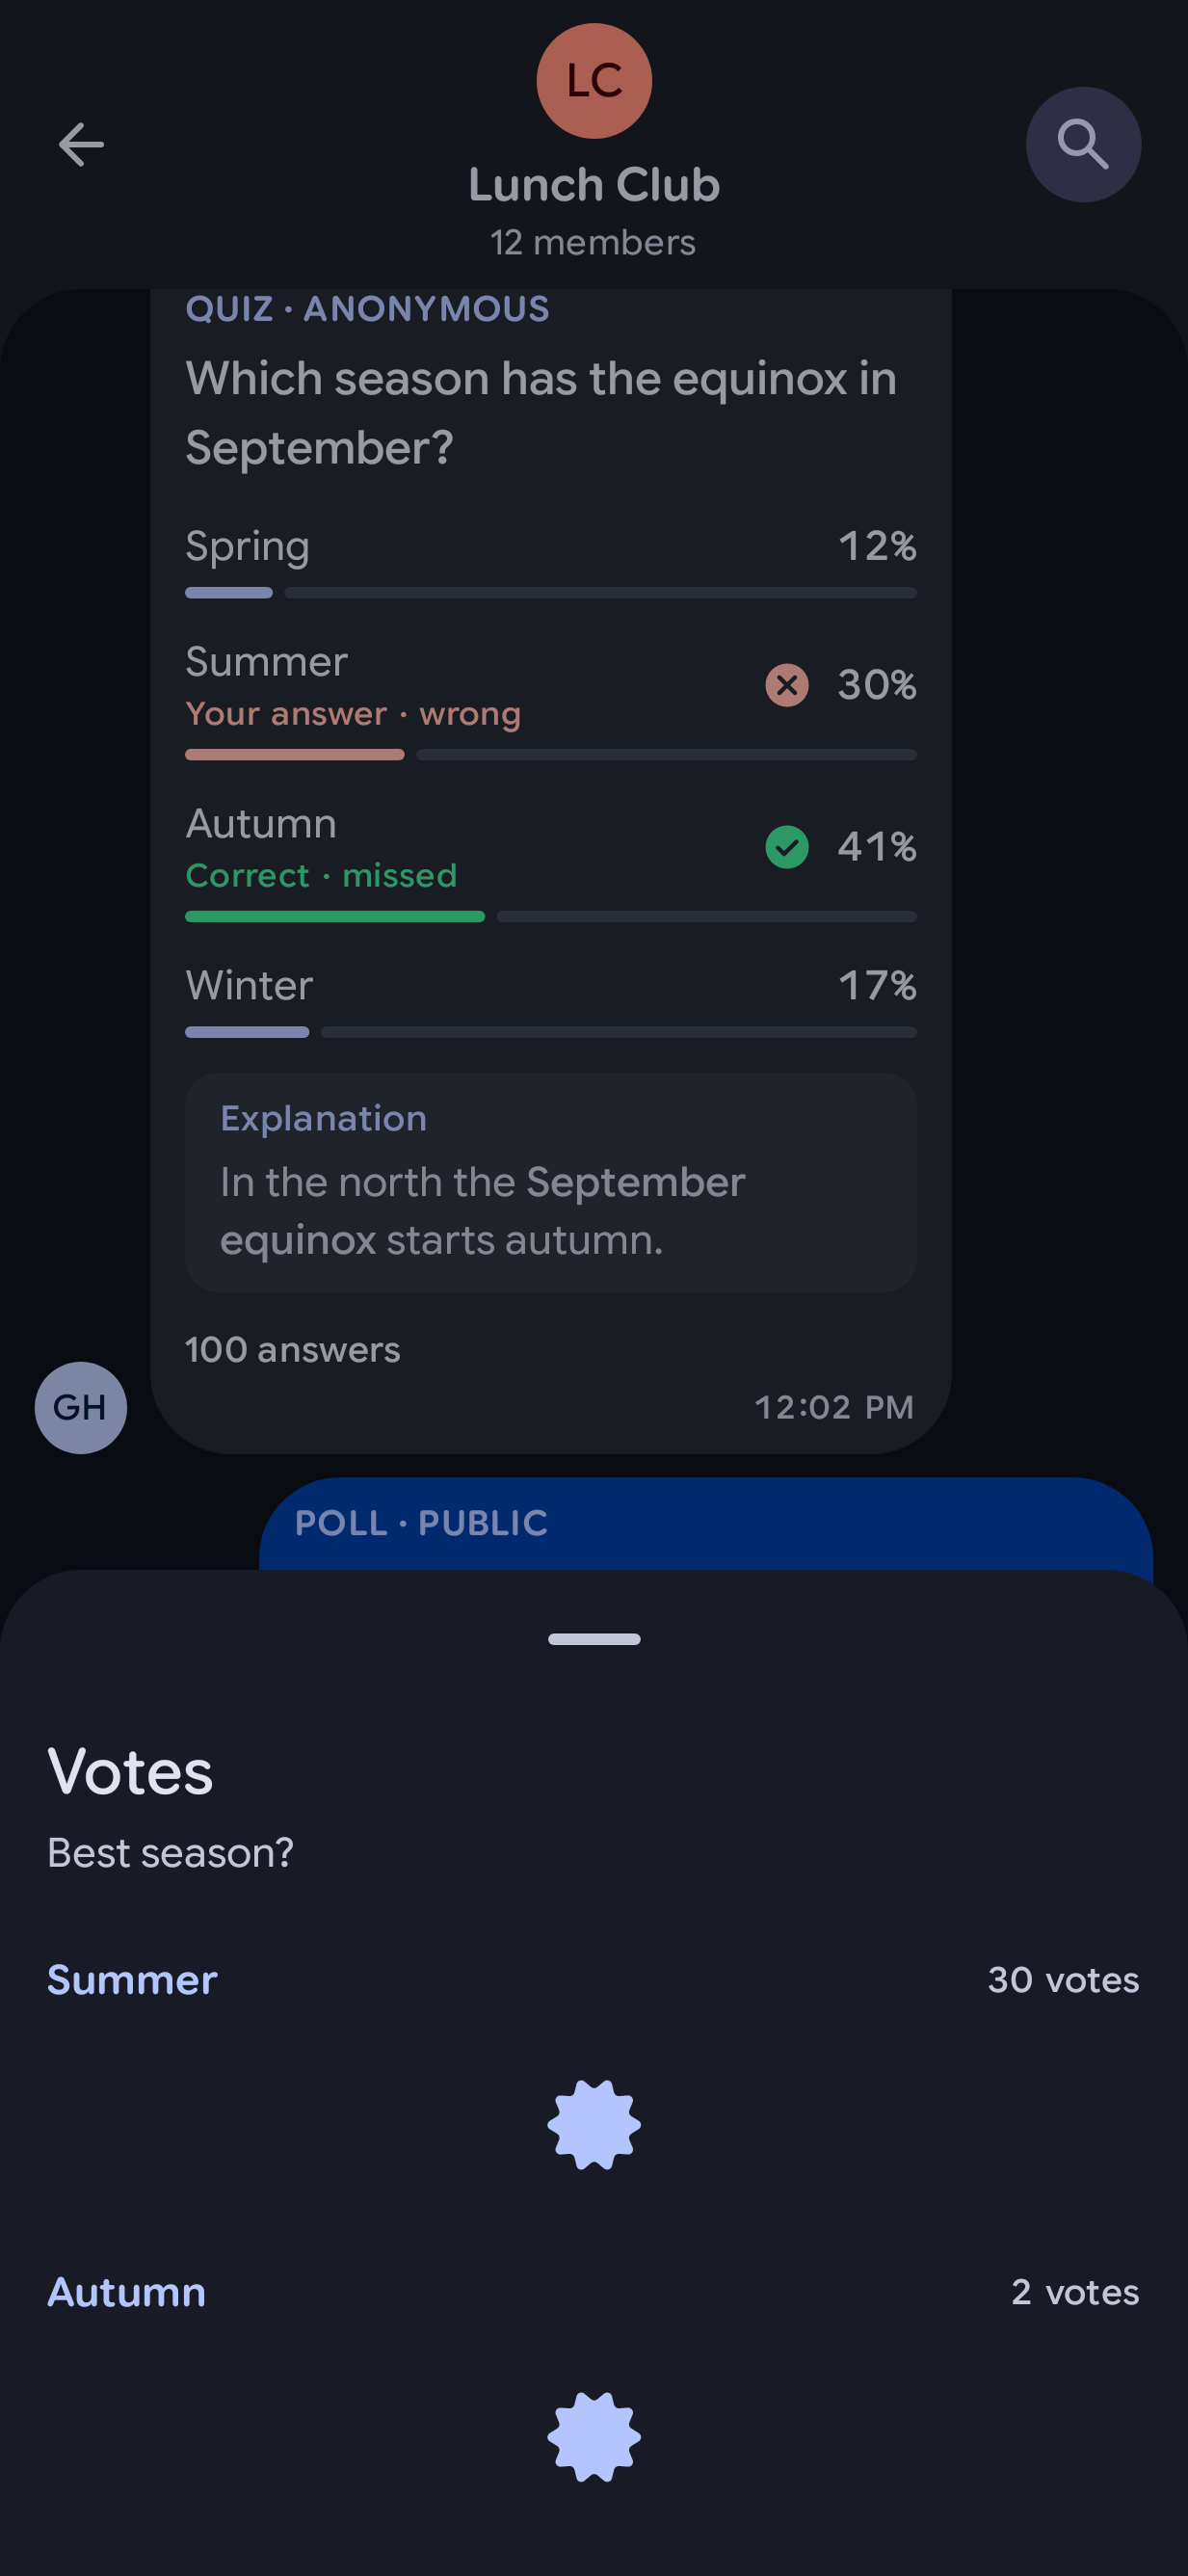 LC
Lunch Club
12 members
QUIZ · ANONYMOUS
Which season has the equinox in
September?
Spring 12%
Summer 30%
Your answer · wrong
Autumn 41%
Correct · missed
Winter 17%
Explanation
In the north the September
equinox starts autumn.
100 answers
GH
12:02 PM
POLL · PUBLIC
Votes
Best season?
Summer 30 votes
Autumn 2 votes